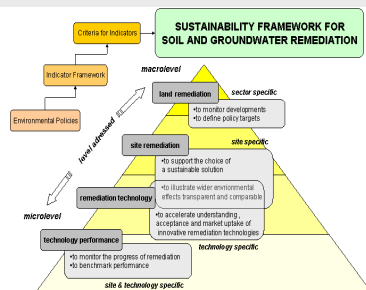 SUSTAINABILITY FRAMEWORK FOR
SOIL AND GROUNDWATER REMEDIATION
Criteria for Indicators
Indicator Framework
Environmental Policies
macrolevel
level adressed
microlevel
land remediation
sector specific
•to monitor developments
•to define policy targets
site remediation
site specific
•to support the choice of
a sustainable solution
remediation technology
•to illustrate wider envrionmental
effects transparent and comparable
•to accelerate understanding ,
acceptance and market uptake of
innovative remediation technologies
technology performance
technology specific
•to monitor the progress of remediation
•to benchmark performance
site & technology specific